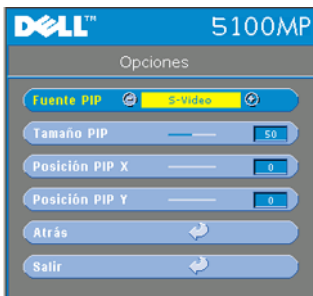 DELL™ 5100MP
Opciones
Fuente PIP S-Video
Tamaño PIP 50
Posición PIP X 0
Posición PIP Y 0
Atrás
Salir